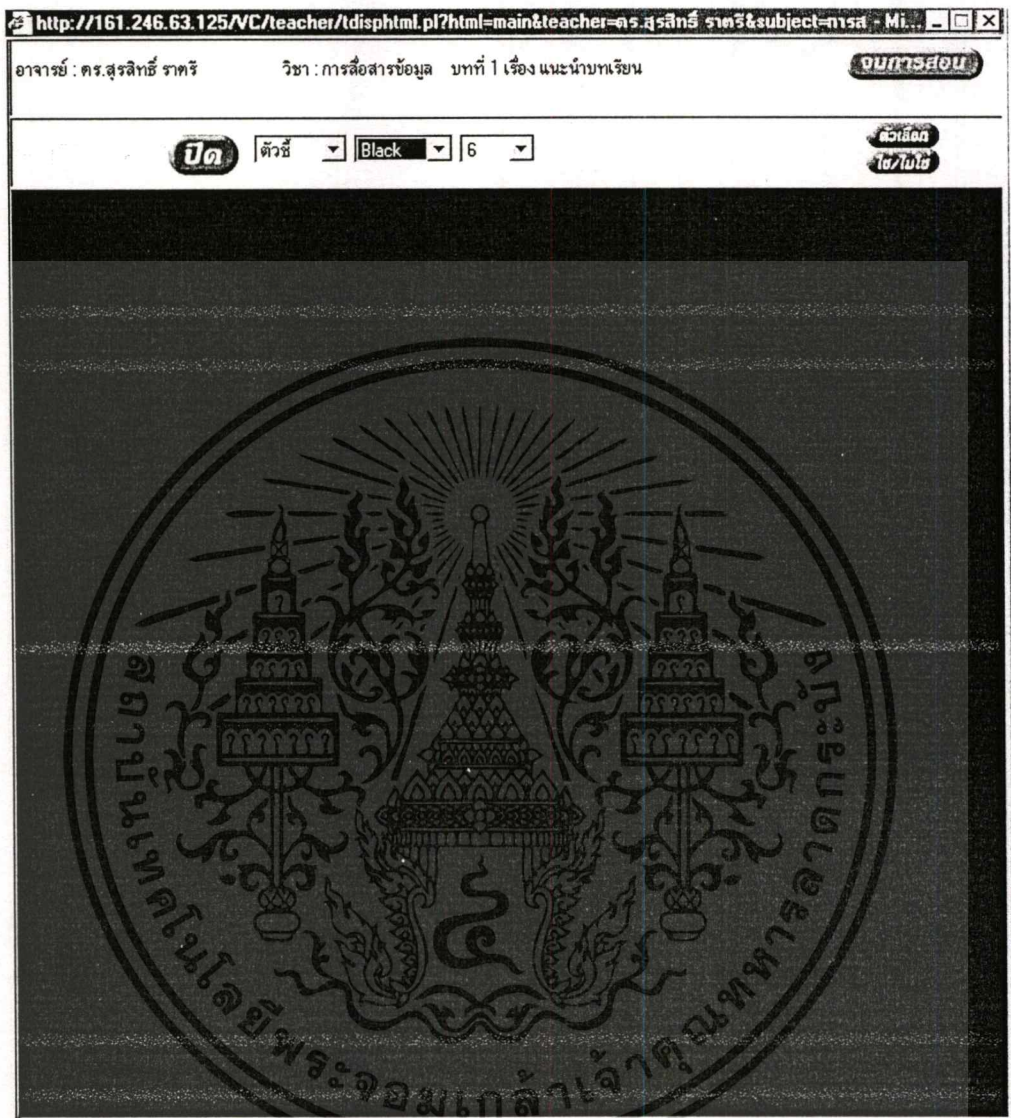 http://161.246.63.125/VC/teacher/tdisphtml.pl?html=main&teacher=ดร.สุรสิทธิ์ ราตรี&subject=การส - Mi...
อาจารย์ : ดร.สุรสิทธิ์ ราตรี วิชา : การสื่อสารข้อมูล บทที่ 1 เรื่อง แนะนำบทเรียน จบการสอน
ปิด ตัวชี้ Black 6 ตัวเลือก
ใช่/ไม่ใช่
สถาบันเทคโนโลยีพระจอมเกล้าเจ้าคุณทหารลาดกระบัง